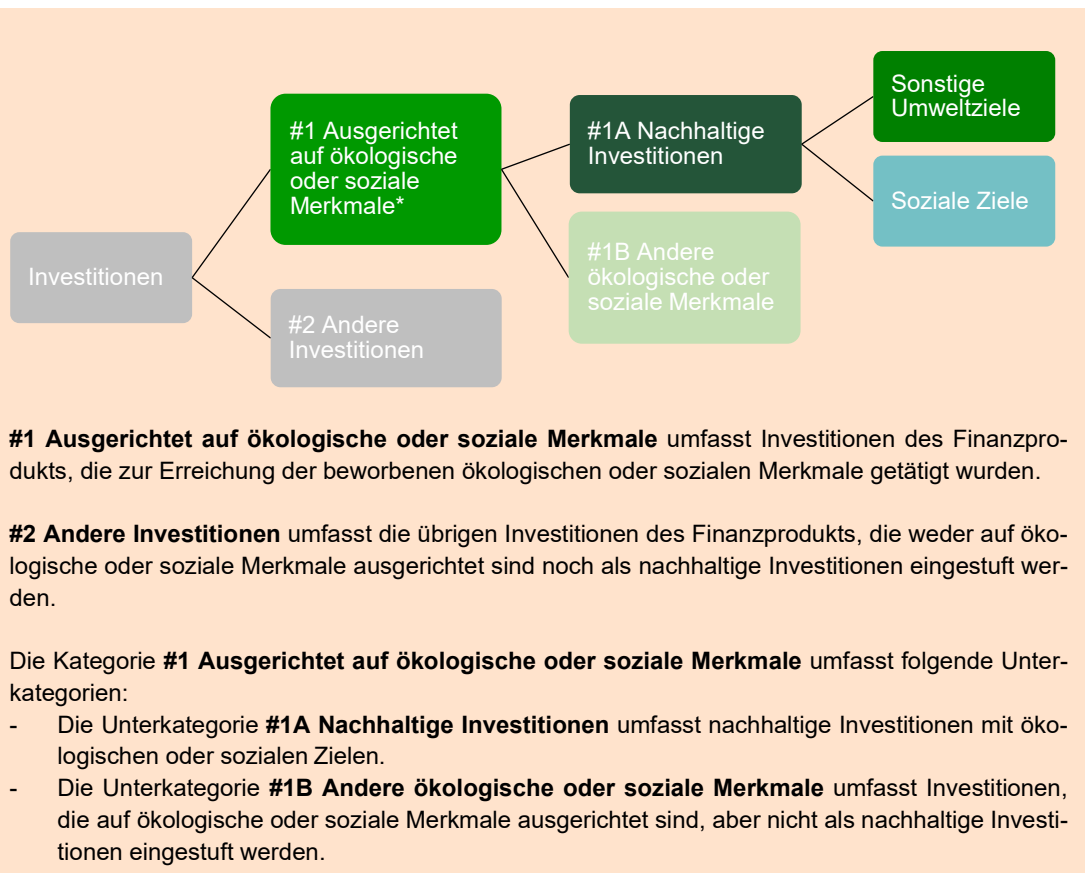 Investitionen
#1 Ausgerichtet
auf ökologische
oder soziale
Merkmale*
#2 Andere
Investitionen
#1A Nachhaltige
Investitionen
#1B Andere
ökologische oder
soziale Merkmale
Sonstige
Umweltziele
Soziale Ziele
#1 Ausgerichtet auf ökologische oder soziale Merkmale umfasst Investitionen des Finanzpro-
dukts, die zur Erreichung der beworbenen ökologischen oder sozialen Merkmale getätigt wurden.
#2 Andere Investitionen umfasst die übrigen Investitionen des Finanzprodukts, die weder auf öko-
logische oder soziale Merkmale ausgerichtet sind noch als nachhaltige Investitionen eingestuft wer-
den.
Die Kategorie #1 Ausgerichtet auf ökologische oder soziale Merkmale umfasst folgende Unter-
kategorien:
- Die Unterkategorie #1A Nachhaltige Investitionen umfasst nachhaltige Investitionen mit öko-
logischen oder sozialen Zielen.
- Die Unterkategorie #1B Andere ökologische oder soziale Merkmale umfasst Investitionen,
die auf ökologische oder soziale Merkmale ausgerichtet sind, aber nicht als nachhaltige Investi-
tionen eingestuft werden.